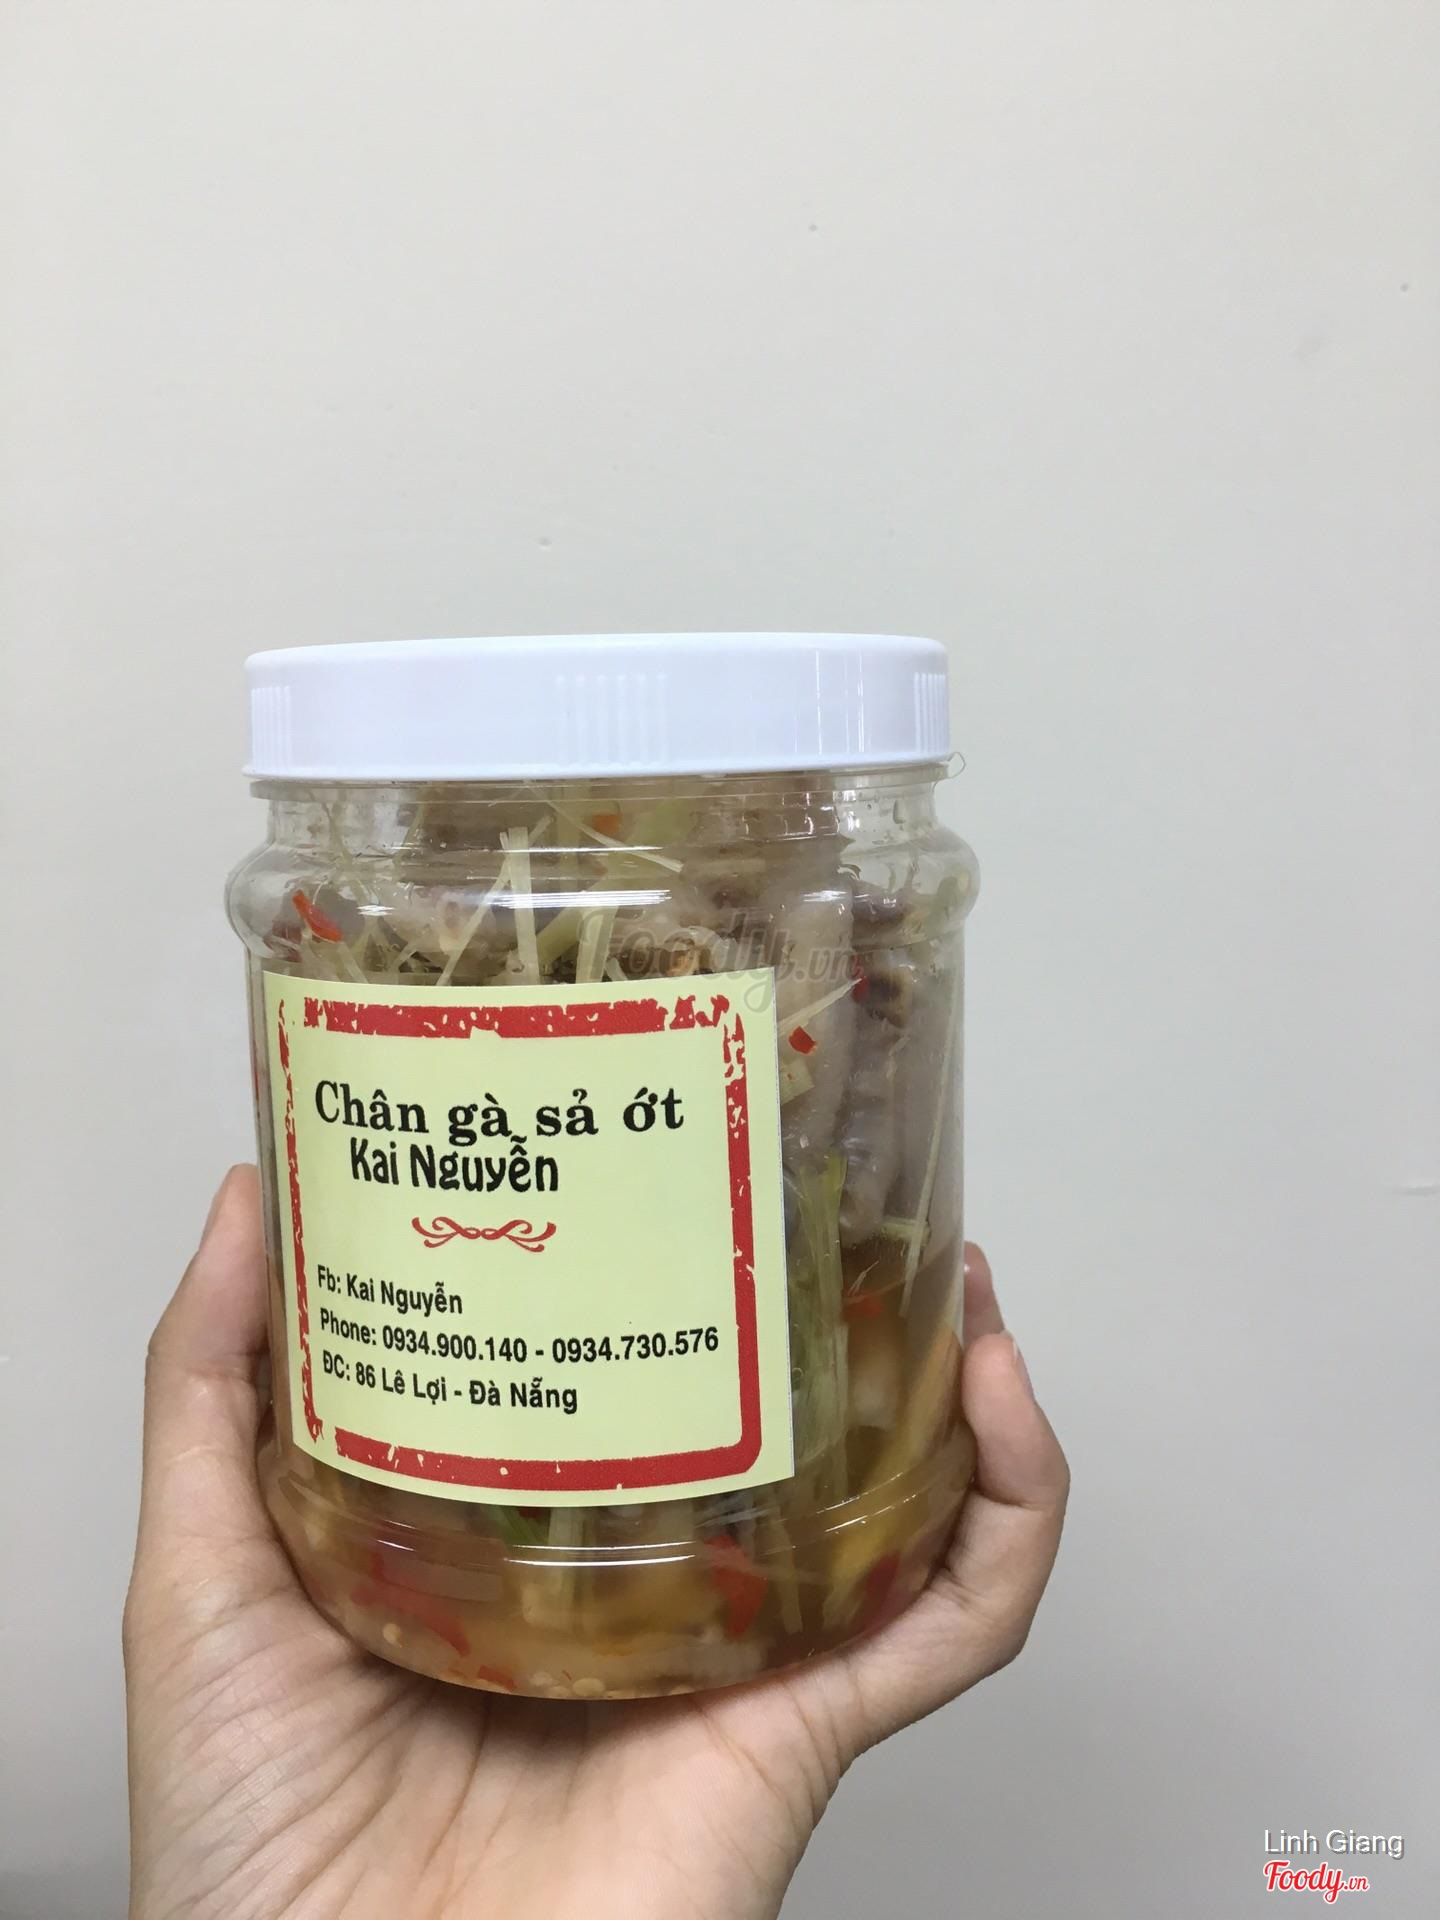 Foody.vn
Chân gà sả ớt
Kai Nguyễn
Fb: Kai Nguyễn
Phone: 0934.900.140 - 0934.730.576
ĐC: 86 Lê Lợi - Đà Nẵng
Linh Giang
Foody.vn